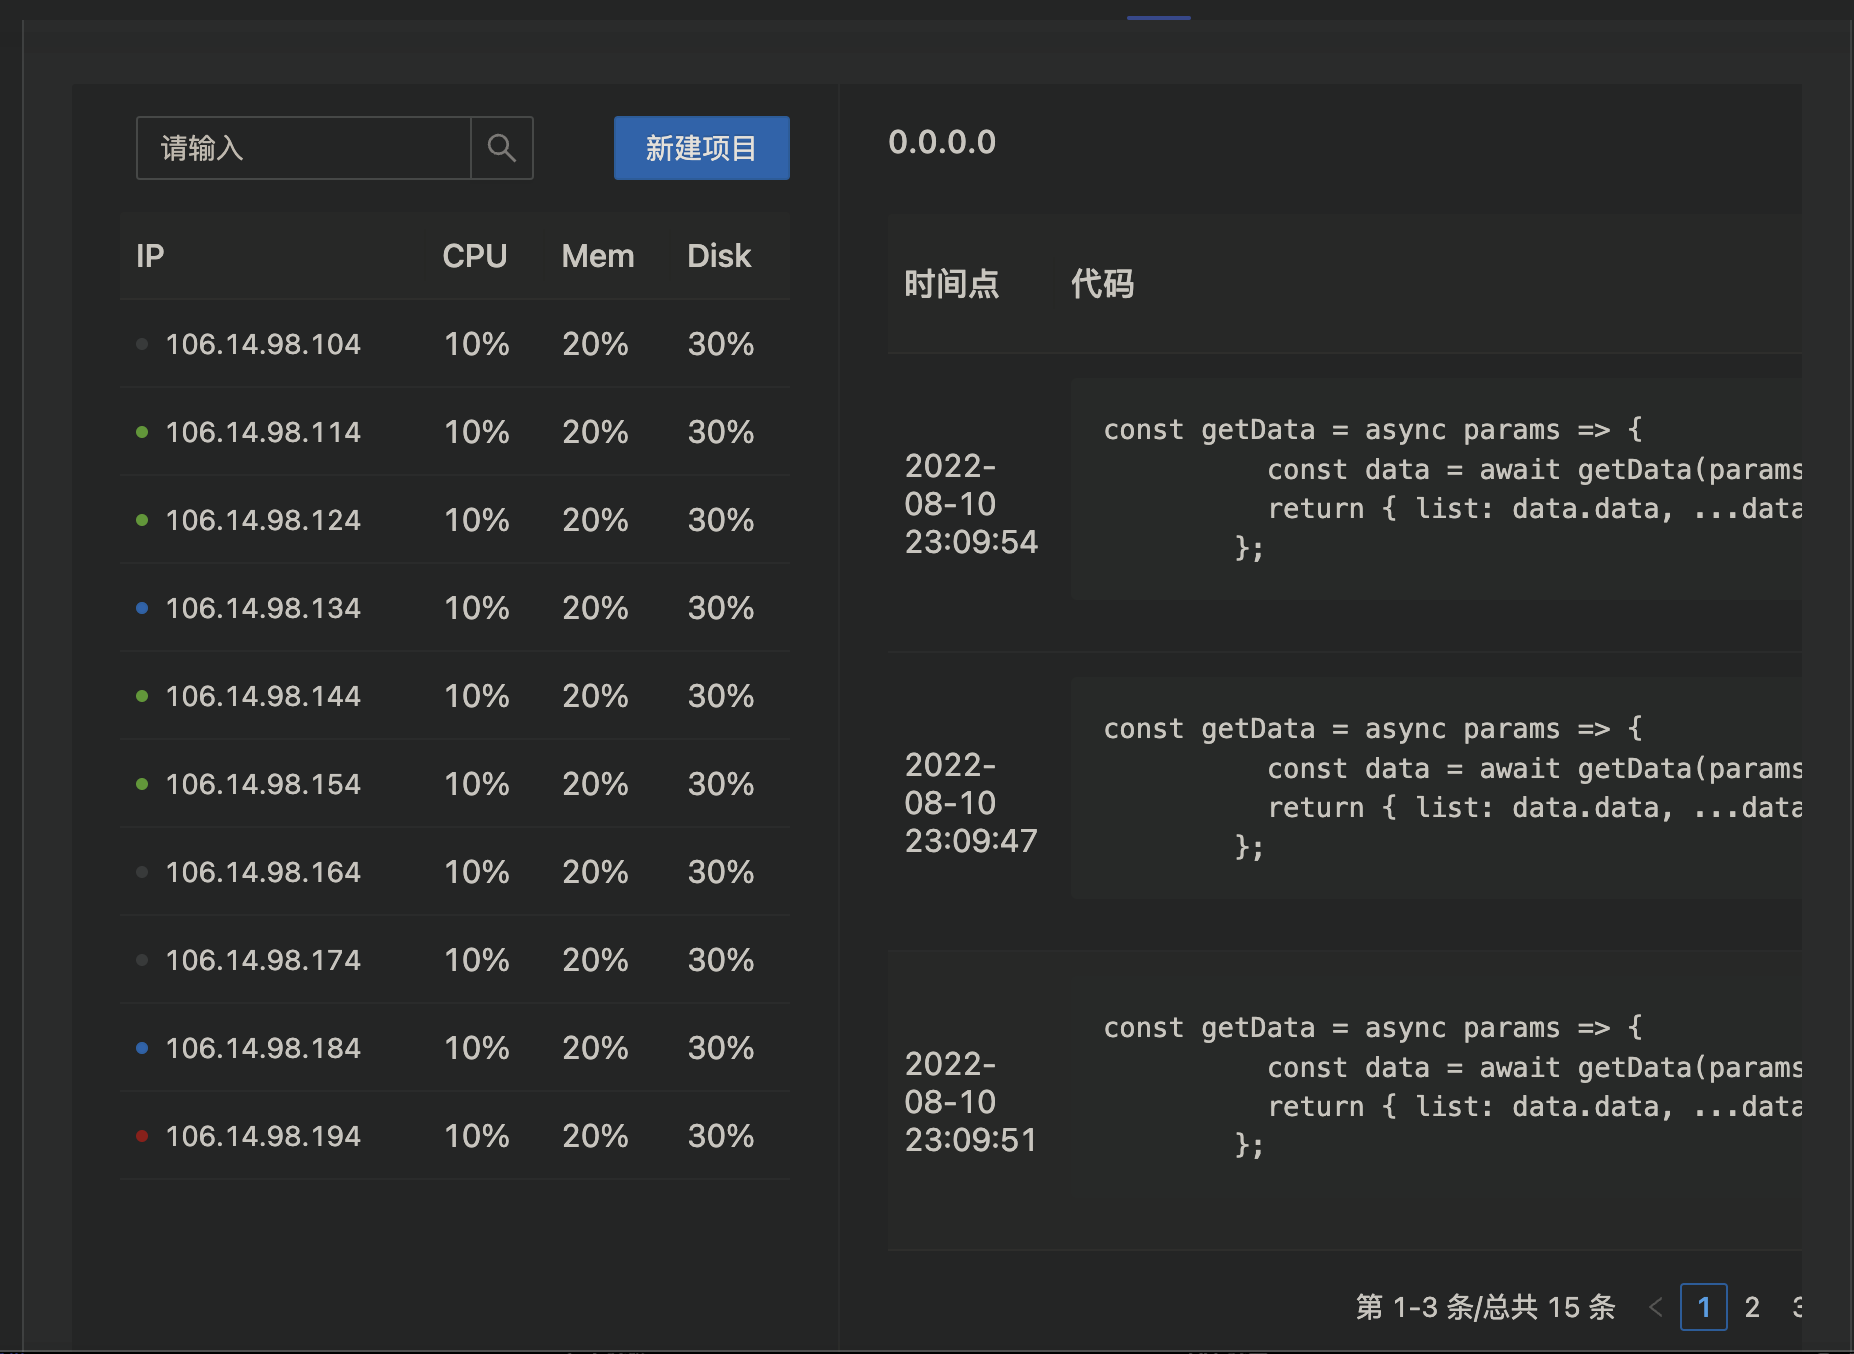 请输入
新建项目
IP CPU Mem Disk
106.14.98.104 10% 20% 30%
106.14.98.114 10% 20% 30%
106.14.98.124 10% 20% 30%
106.14.98.134 10% 20% 30%
106.14.98.144 10% 20% 30%
106.14.98.154 10% 20% 30%
106.14.98.164 10% 20% 30%
106.14.98.174 10% 20% 30%
106.14.98.184 10% 20% 30%
106.14.98.194 10% 20% 30%
0.0.0.0
时间点 代码
2022-
08-10
23:09:54
const getData = async params => {
const data = await getData(params
return { list: data.data, ...data
};
2022-
08-10
23:09:47
const getData = async params => {
const data = await getData(params
return { list: data.data, ...data
};
2022-
08-10
23:09:51
const getData = async params => {
const data = await getData(params
return { list: data.data, ...data
};
第 1-3 条/总共 15 条 < 1 2 3